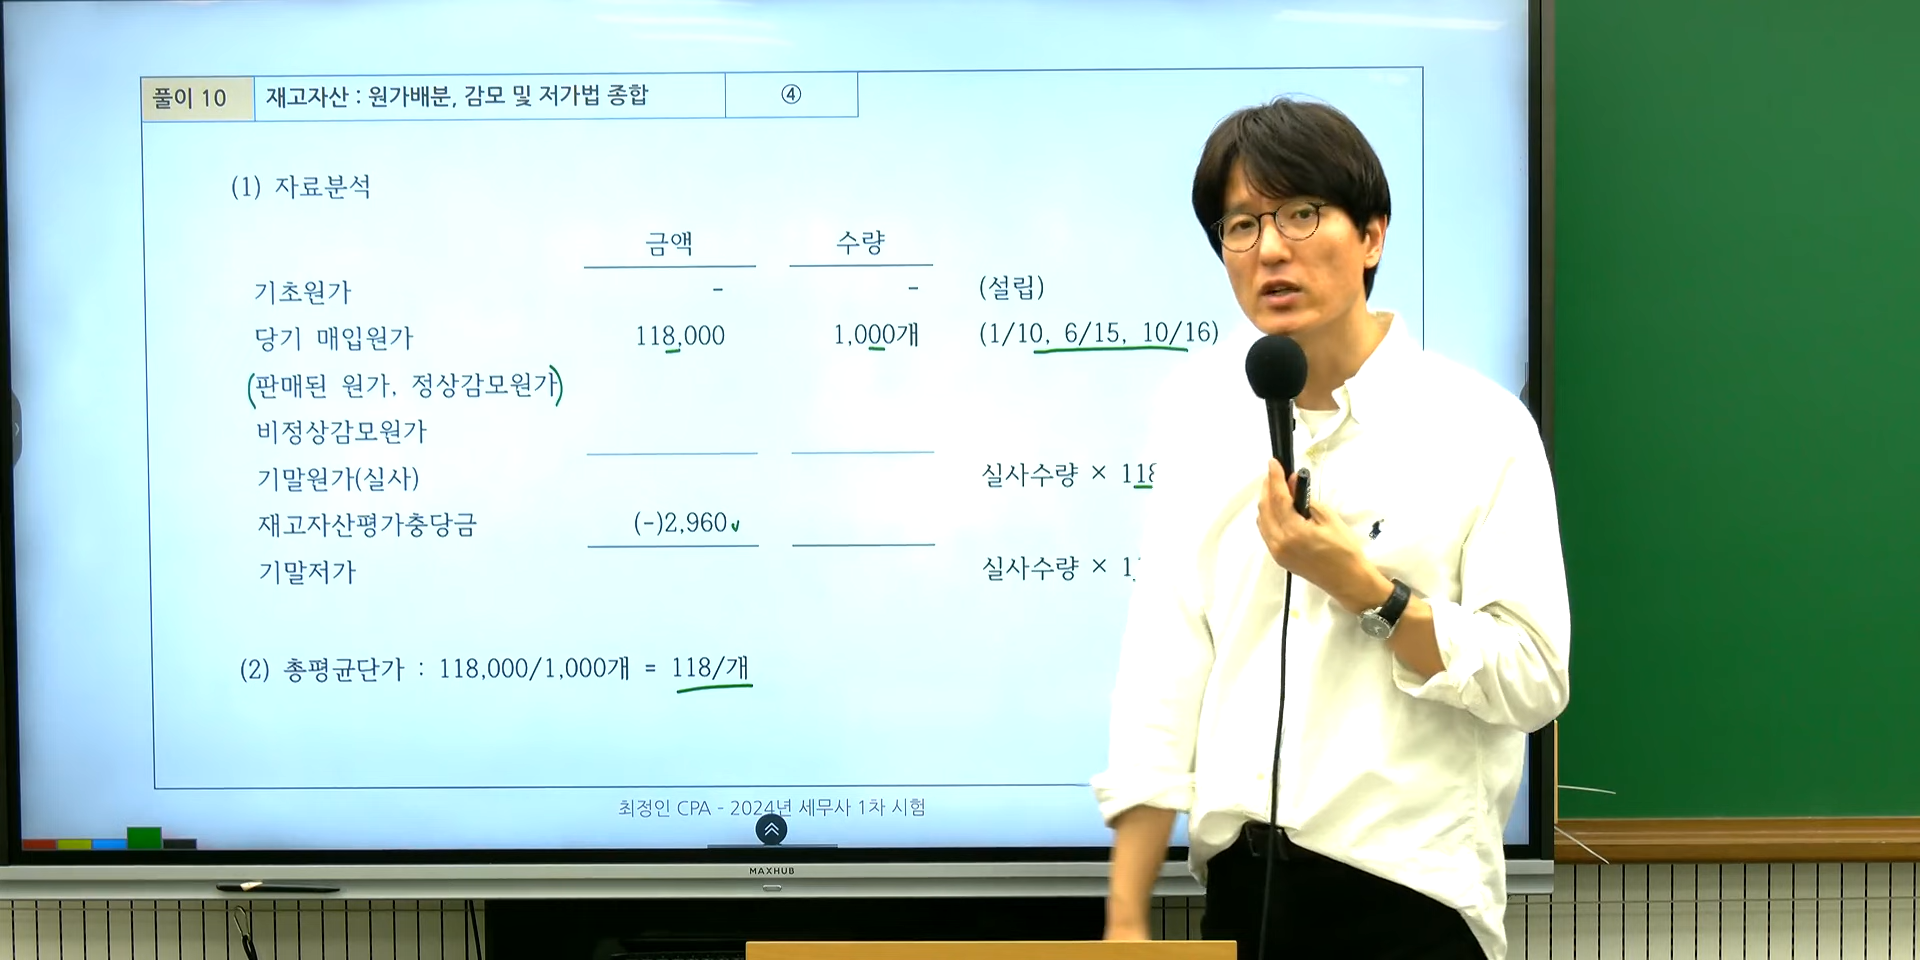 풀이 10 재고자산 : 원가배분, 감모 및 저가법 종합 ④
(1) 자료분석
금액 수량
기초원가 - - (설립)
당기 매입원가 118,000 1,000개 (1/10, 6/15, 10/16)
(판매된 원가, 정상감모원가)
비정상감모원가
기말원가(실사) 실사수량 × 118
재고자산평가충당금 (-)2,960
기말저가 실사수량 ×
(2) 총평균단가 : 118,000/1,000개 = 118/개
최정인 CPA - 2024년 세무사 1차 시험
MAXHUB